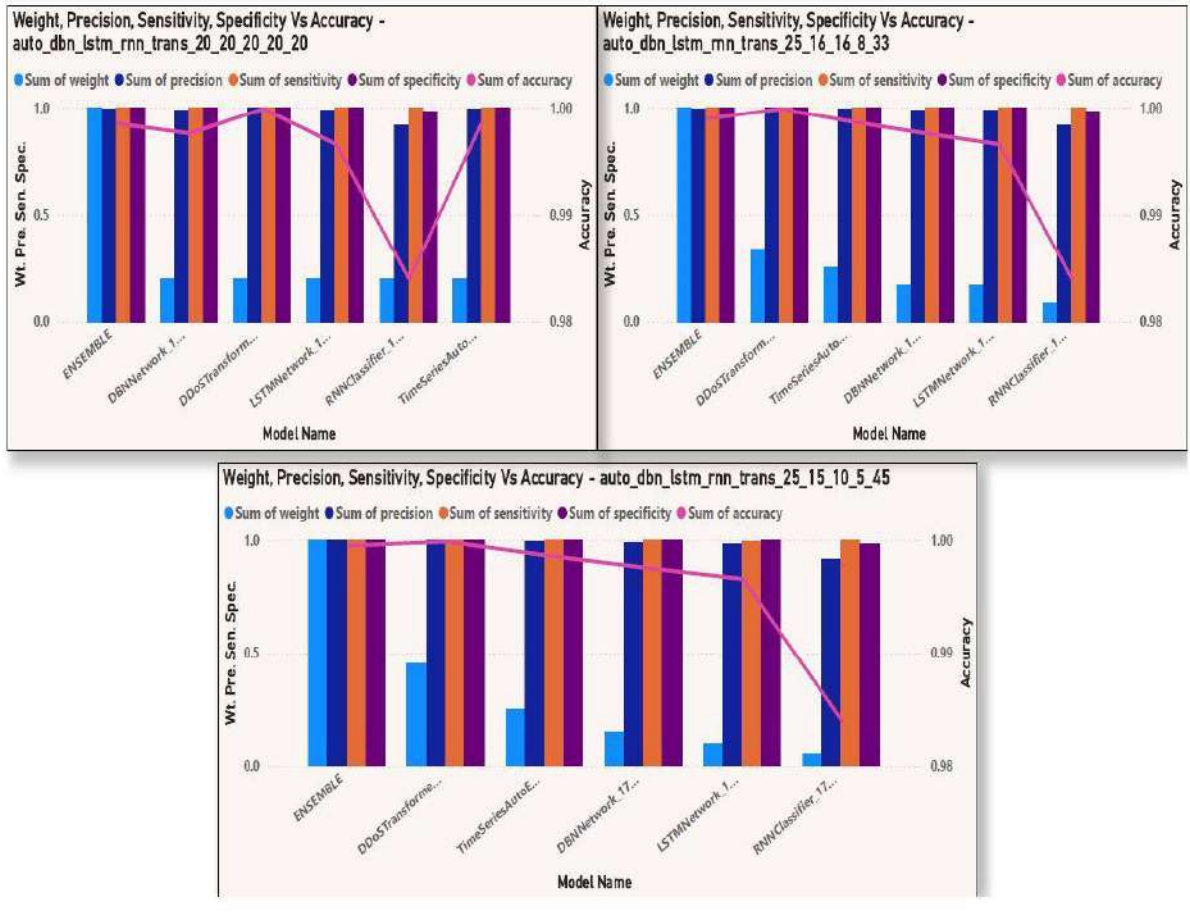 Weight, Precision, Sensitivity, Specificity Vs Accuracy -
auto_dbn_lstm_rnn_trans_20_20_20_20_20
Sum of weight Sum of precision Sum of sensitivity Sum of specificity Sum of accuracy
1.0
0.5
0.0
Wt. Pre. Sen. Spec.
1.00
0.99
0.98
Accuracy
ENSEMBLE
DBNNetwork_1...
DDoSTransform...
LSTMNetwork_1...
RNNClassifier_1...
TimeSeriesAuto...
Model Name
Weight, Precision, Sensitivity, Specificity Vs Accuracy -
auto_dbn_lstm_rnn_trans_25_16_16_8_33
Sum of weight Sum of precision Sum of sensitivity Sum of specificity Sum of accuracy
1.0
0.5
0.0
Wt. Pre. Sen. Spec.
1.00
0.99
0.98
Accuracy
ENSEMBLE
DDoSTransform...
TimeSeriesAuto...
DBNNetwork_1...
LSTMNetwork_1...
RNNClassifier_1...
Model Name
Weight, Precision, Sensitivity, Specificity Vs Accuracy - auto_dbn_lstm_rnn_trans_25_15_10_5_45
Sum of weight Sum of precision Sum of sensitivity Sum of specificity Sum of accuracy
1.0
0.5
0.0
Wt. Pre. Sen. Spec.
1.00
0.99
0.98
Accuracy
ENSEMBLE
DDoSTransforme...
TimeSeriesAutoE...
DBNNetwork_17...
LSTMNetwork_1...
RNNClassifier_17...
Model Name